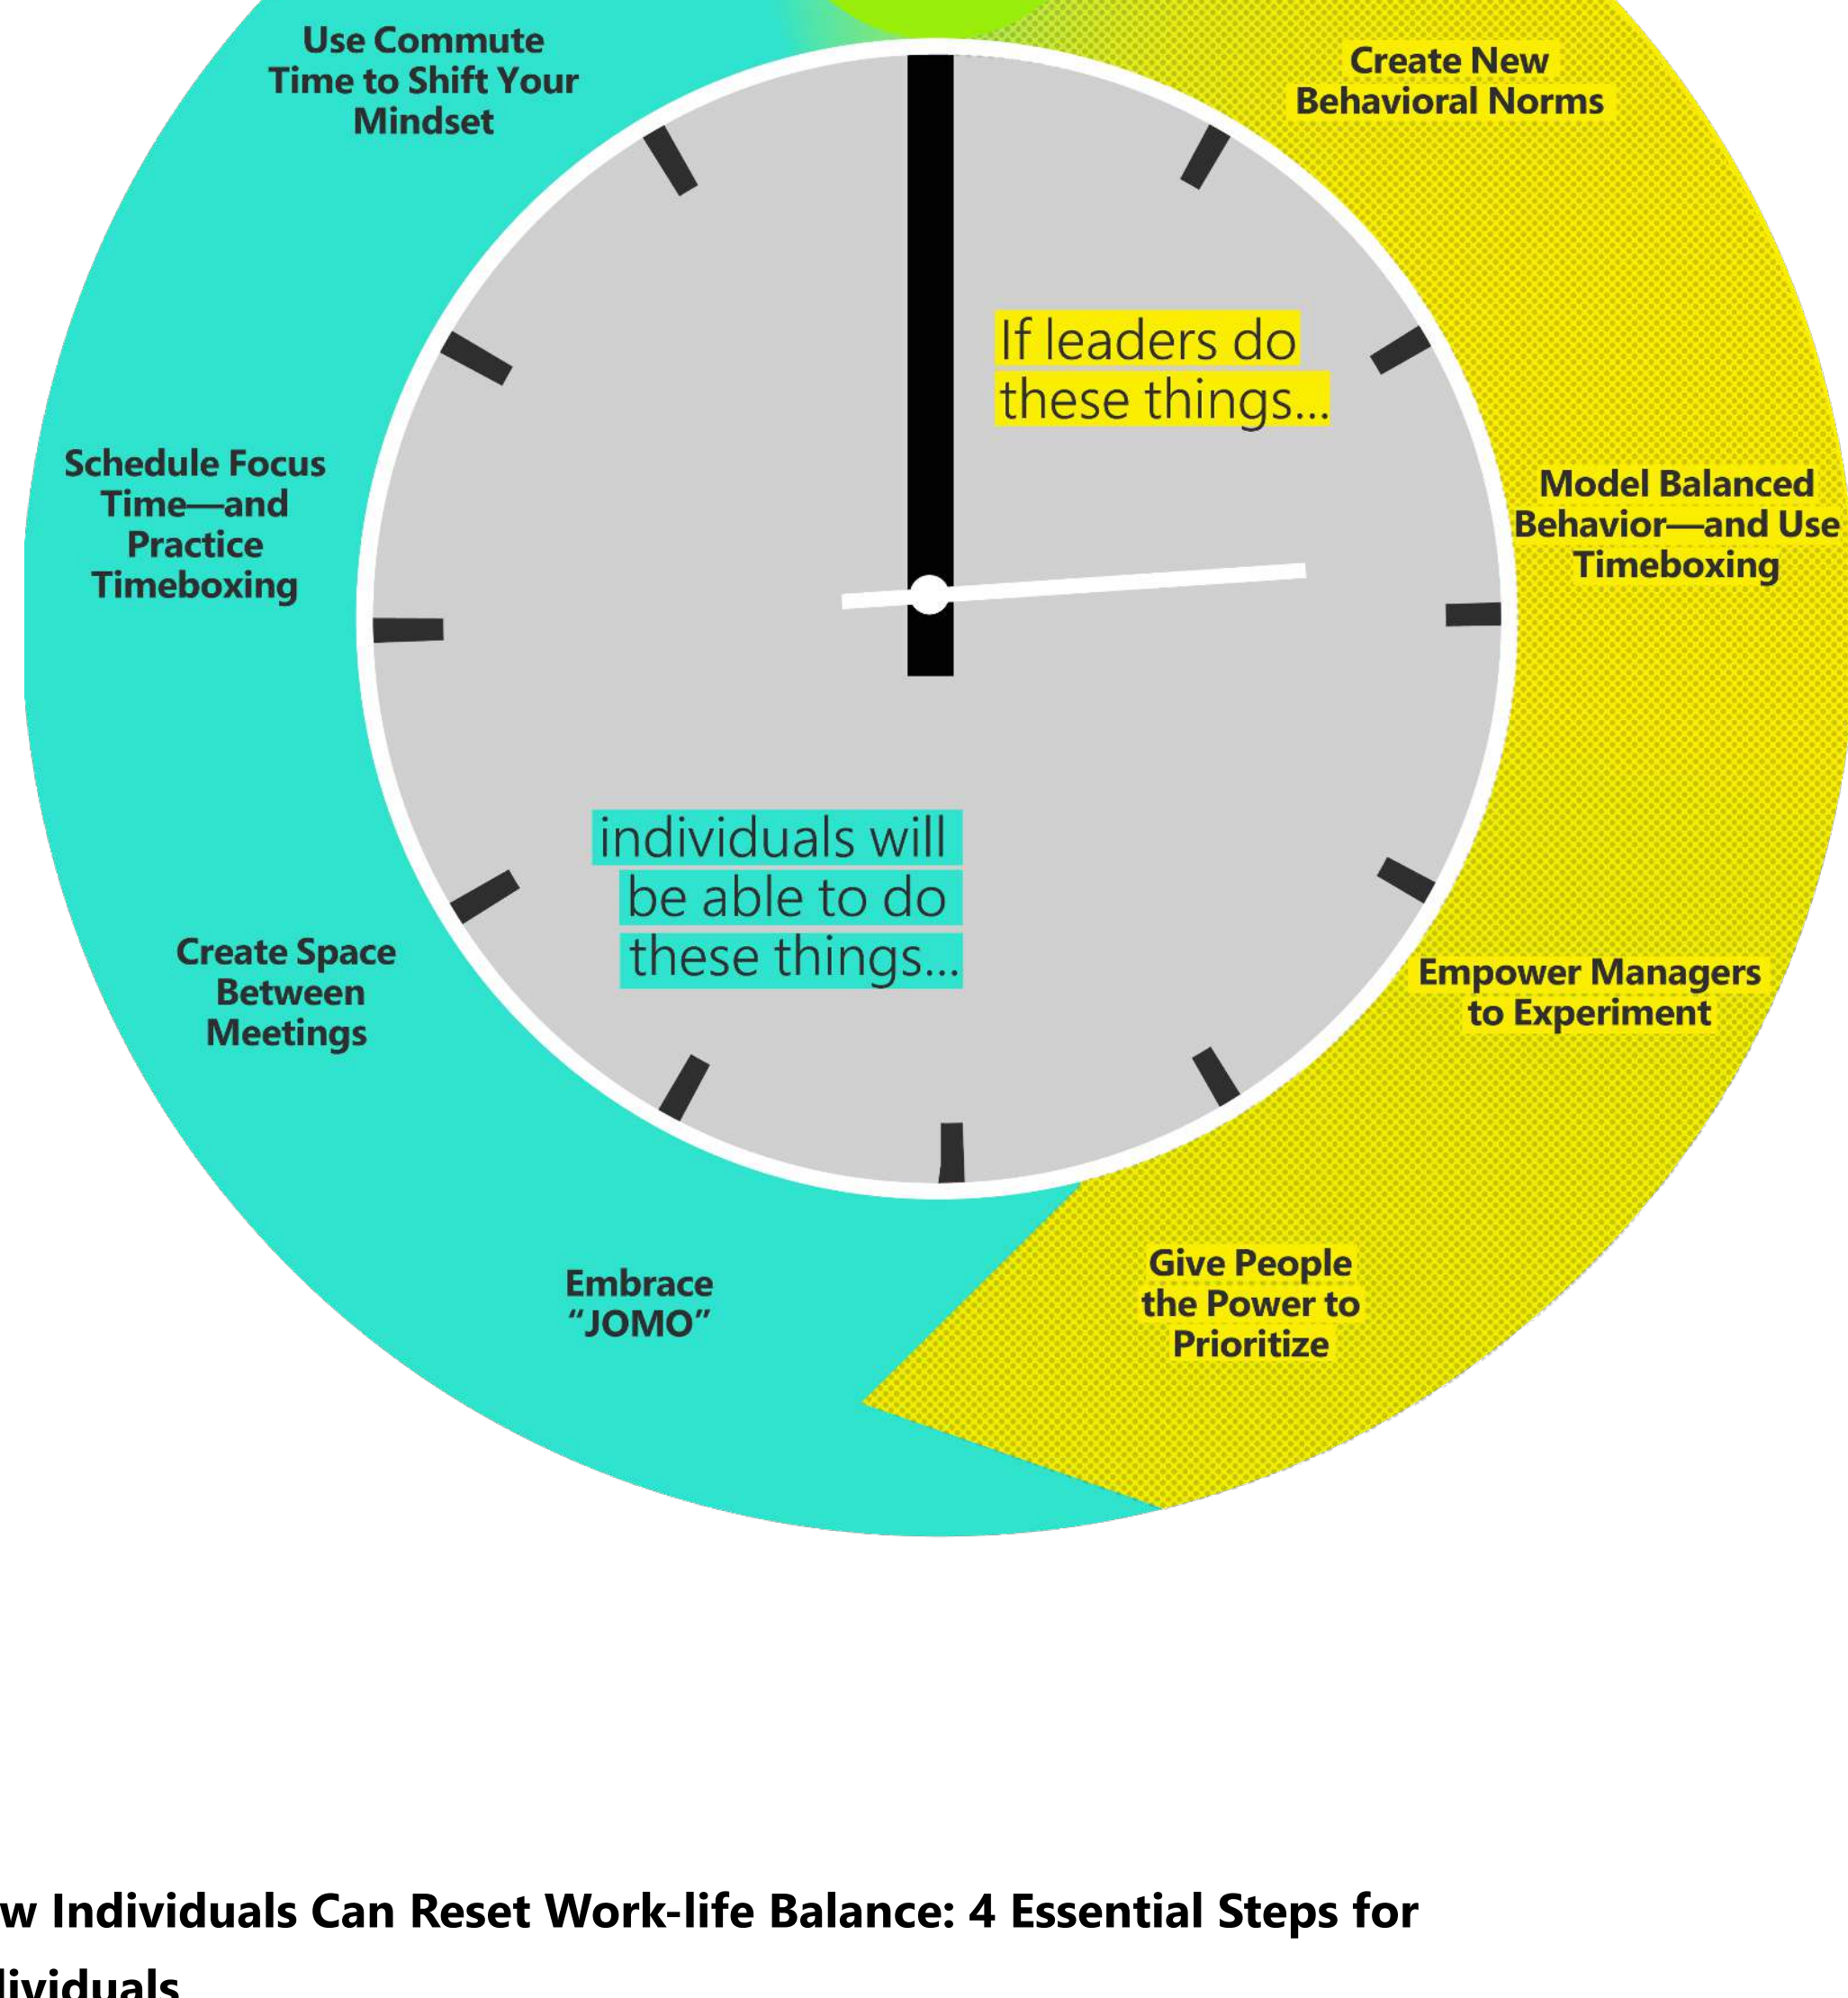 Use Commute
Time to Shift Your
Mindset
Create New
Behavioral Norms
If leaders do
these things...
Schedule Focus
Time—and
Practice
Timeboxing
Model Balanced
Behavior—and Use
Timeboxing
individuals will
be able to do
these things...
Create Space
Between
Meetings
Empower Managers
to Experiment
Embrace
“JOMO”
Give People
the Power to
Prioritize
w Individuals Can Reset Work-life Balance: 4 Essential Steps for
dividuals